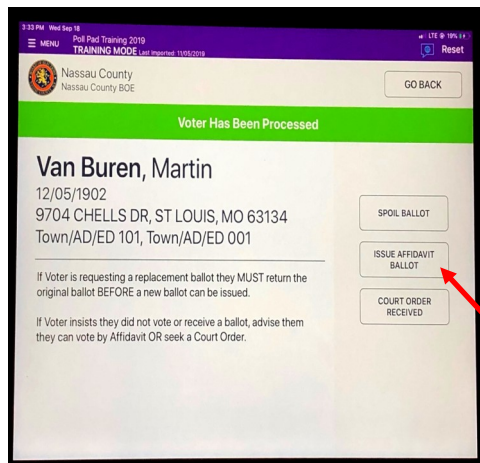 3:33 PM Wed Sep 18
LTE 19%
MENU
Poll Pad Training 2019
TRAINING MODE Last Imported: 11/05/2019
Reset
Nassau County
Nassau County BOE
GO BACK
Voter Has Been Processed
Van Buren, Martin
12/05/1902
9704 CHELLS DR, ST LOUIS, MO 63134
Town/AD/ED 101, Town/AD/ED 001
SPOIL BALLOT
ISSUE AFFIDAVIT
BALLOT
COURT ORDER
RECEIVED
If Voter is requesting a replacement ballot they MUST return the
original ballot BEFORE a new ballot can be issued.
If Voter insists they did not vote or receive a ballot, advise them
they can vote by Affidavit OR seek a Court Order.